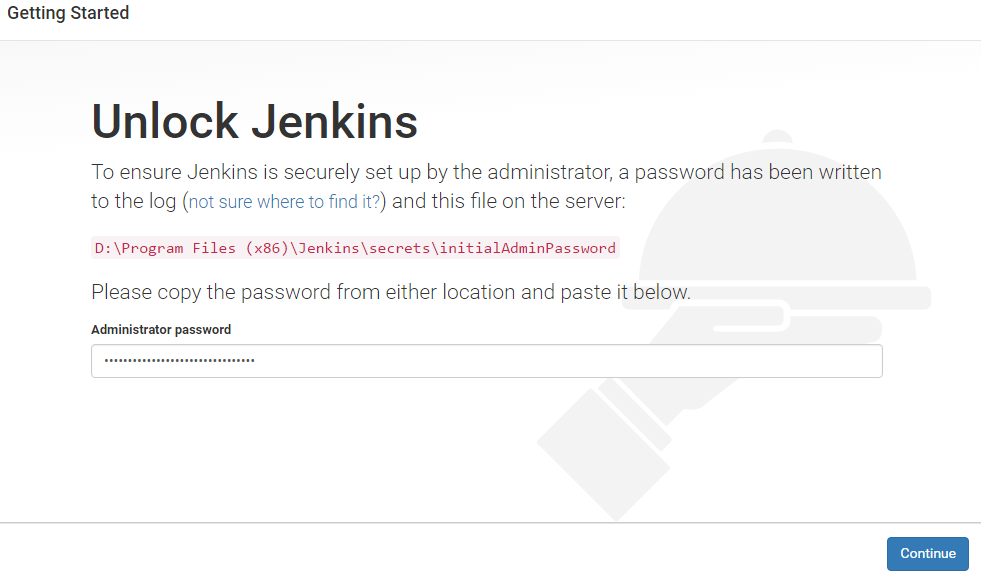 Getting Started
Unlock Jenkins
To ensure Jenkins is securely set up by the administrator, a password has been written
to the log (not sure where to find it?) and this file on the server:
D:\Program Files (x86)\Jenkins\secrets\initialAdminPassword
Please copy the password from either location and paste it below.
Administrator password
••••••••••••••••••••••••••••••••
Continue